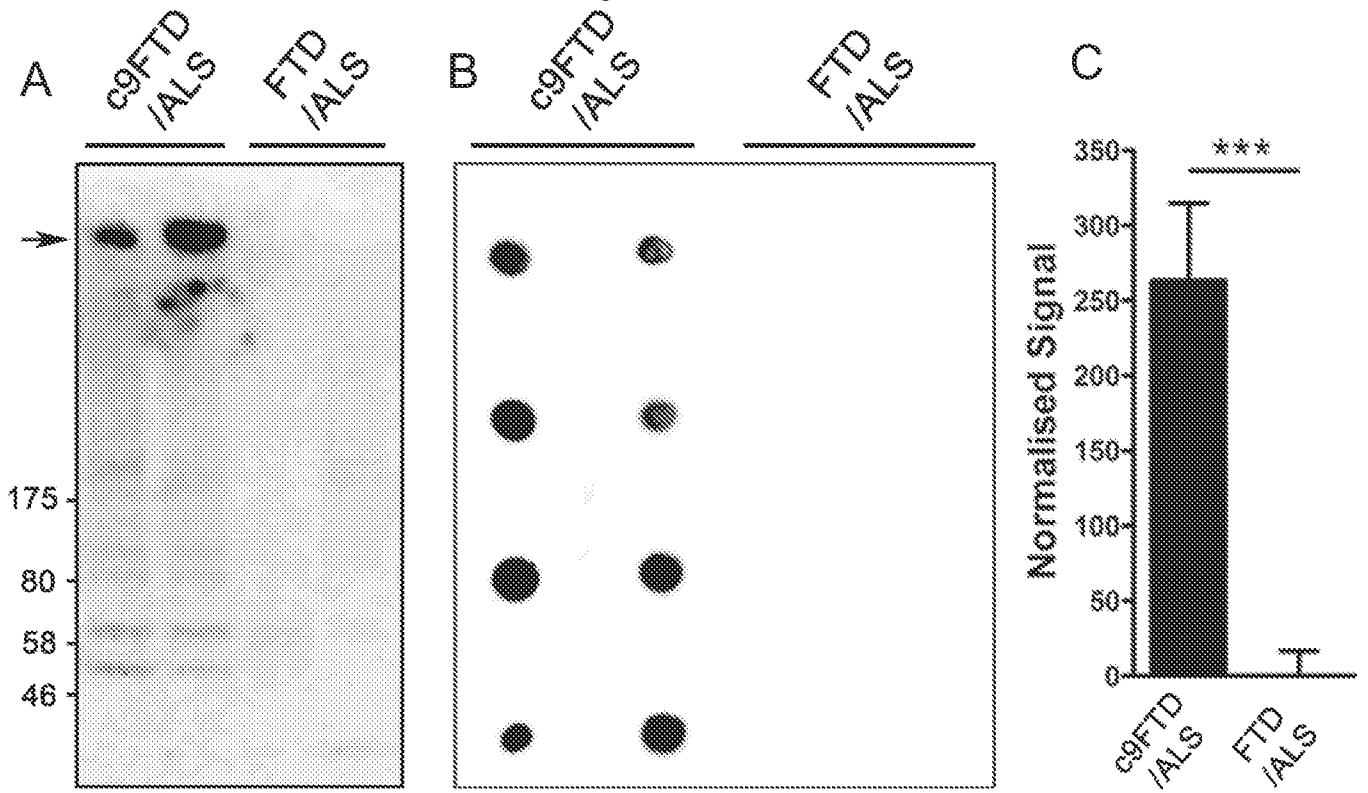 A
c9FTD
/ALS
FTD
/ALS
175
80
58
46
B
c9FTD
/ALS
FTD
/ALS
C
Normalised Signal
350
300
250
200
150
100
50
0
***
c9FTD
/ALS
FTD
/ALS